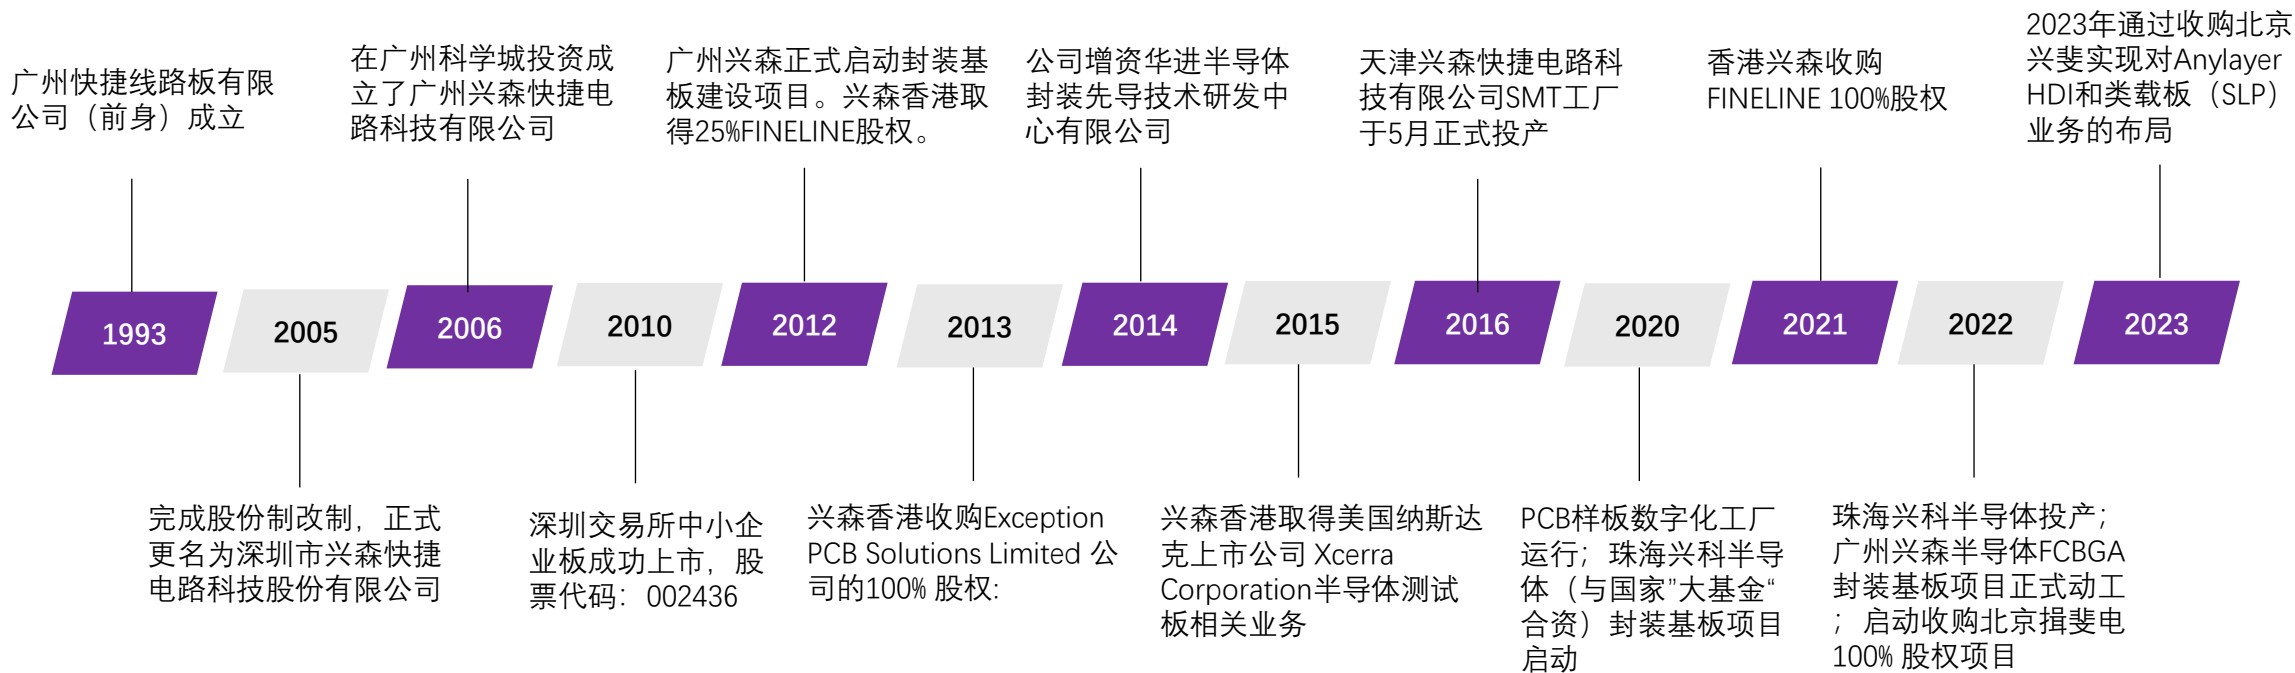 广州快捷线路板有限
公司（前身）成立
在广州科学城投资成
立了广州兴森快捷电
路科技有限公司
广州兴森正式启动封装基
板建设项目。兴森香港取
得25%FINELINE股权。
公司增资华进半导体
封装先导技术研发中
心有限公司
天津兴森快捷电路科
技有限公司SMT工厂
于5月正式投产
香港兴森收购
FINELINE 100%股权
2023年通过收购北京
兴斐实现对Anylayer
HDI和类载板（SLP）
业务的布局
1993
2005
2006
2010
2012
2013
2014
2015
2016
2020
2021
2022
2023
完成股份制改制，正式
更名为深圳市兴森快捷
电路科技股份有限公司
深圳交易所中小企
业板成功上市，股
票代码：002436
兴森香港收购Exception
PCB Solutions Limited 公
司的100% 股权:
兴森香港取得美国纳斯达
克上市公司 Xcerra
Corporation半导体测试
板相关业务
PCB样板数字化工厂
运行；珠海兴科半导
体（与国家”大基金“
合资）封装基板项目
启动
珠海兴科半导体投产；
广州兴森半导体FCBGA
封装基板项目正式动工
；启动收购北京揖斐电
100% 股权项目